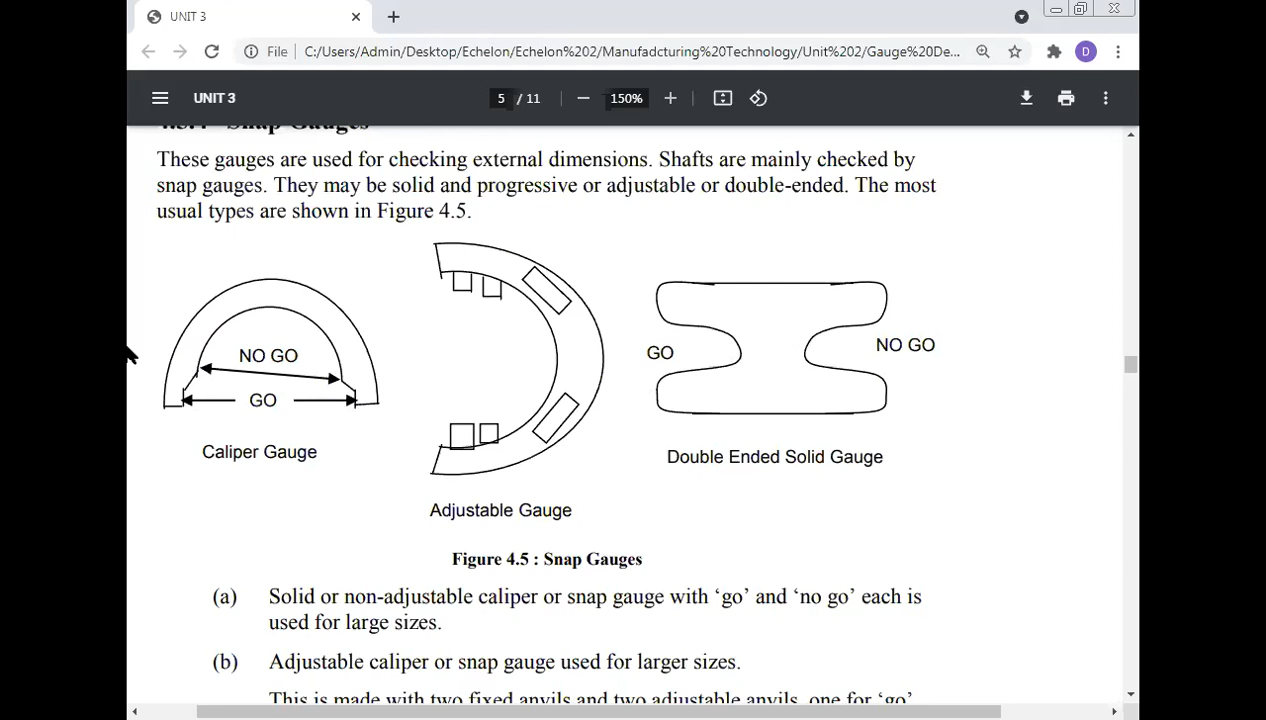 UNIT 3
File
C:/Users/Admin/Desktop/Echelon/Echelon%202/Manufadcturing%20Technology/Unit%202/Gauge%20De...
D
UNIT 3
5 / 11
150%
Snap Gauges
These gauges are used for checking external dimensions. Shafts are mainly checked by
snap gauges. They may be solid and progressive or adjustable or double-ended. The most
usual types are shown in Figure 4.5.
NO GO
GO
Caliper Gauge
Adjustable Gauge
GO
NO GO
Double Ended Solid Gauge
Figure 4.5 : Snap Gauges
(a) Solid or non-adjustable caliper or snap gauge with ‘go’ and ‘no go’ each is
used for large sizes.
(b) Adjustable caliper or snap gauge used for larger sizes.
This is made with two fixed anvils and two adjustable anvils, one for ‘go’